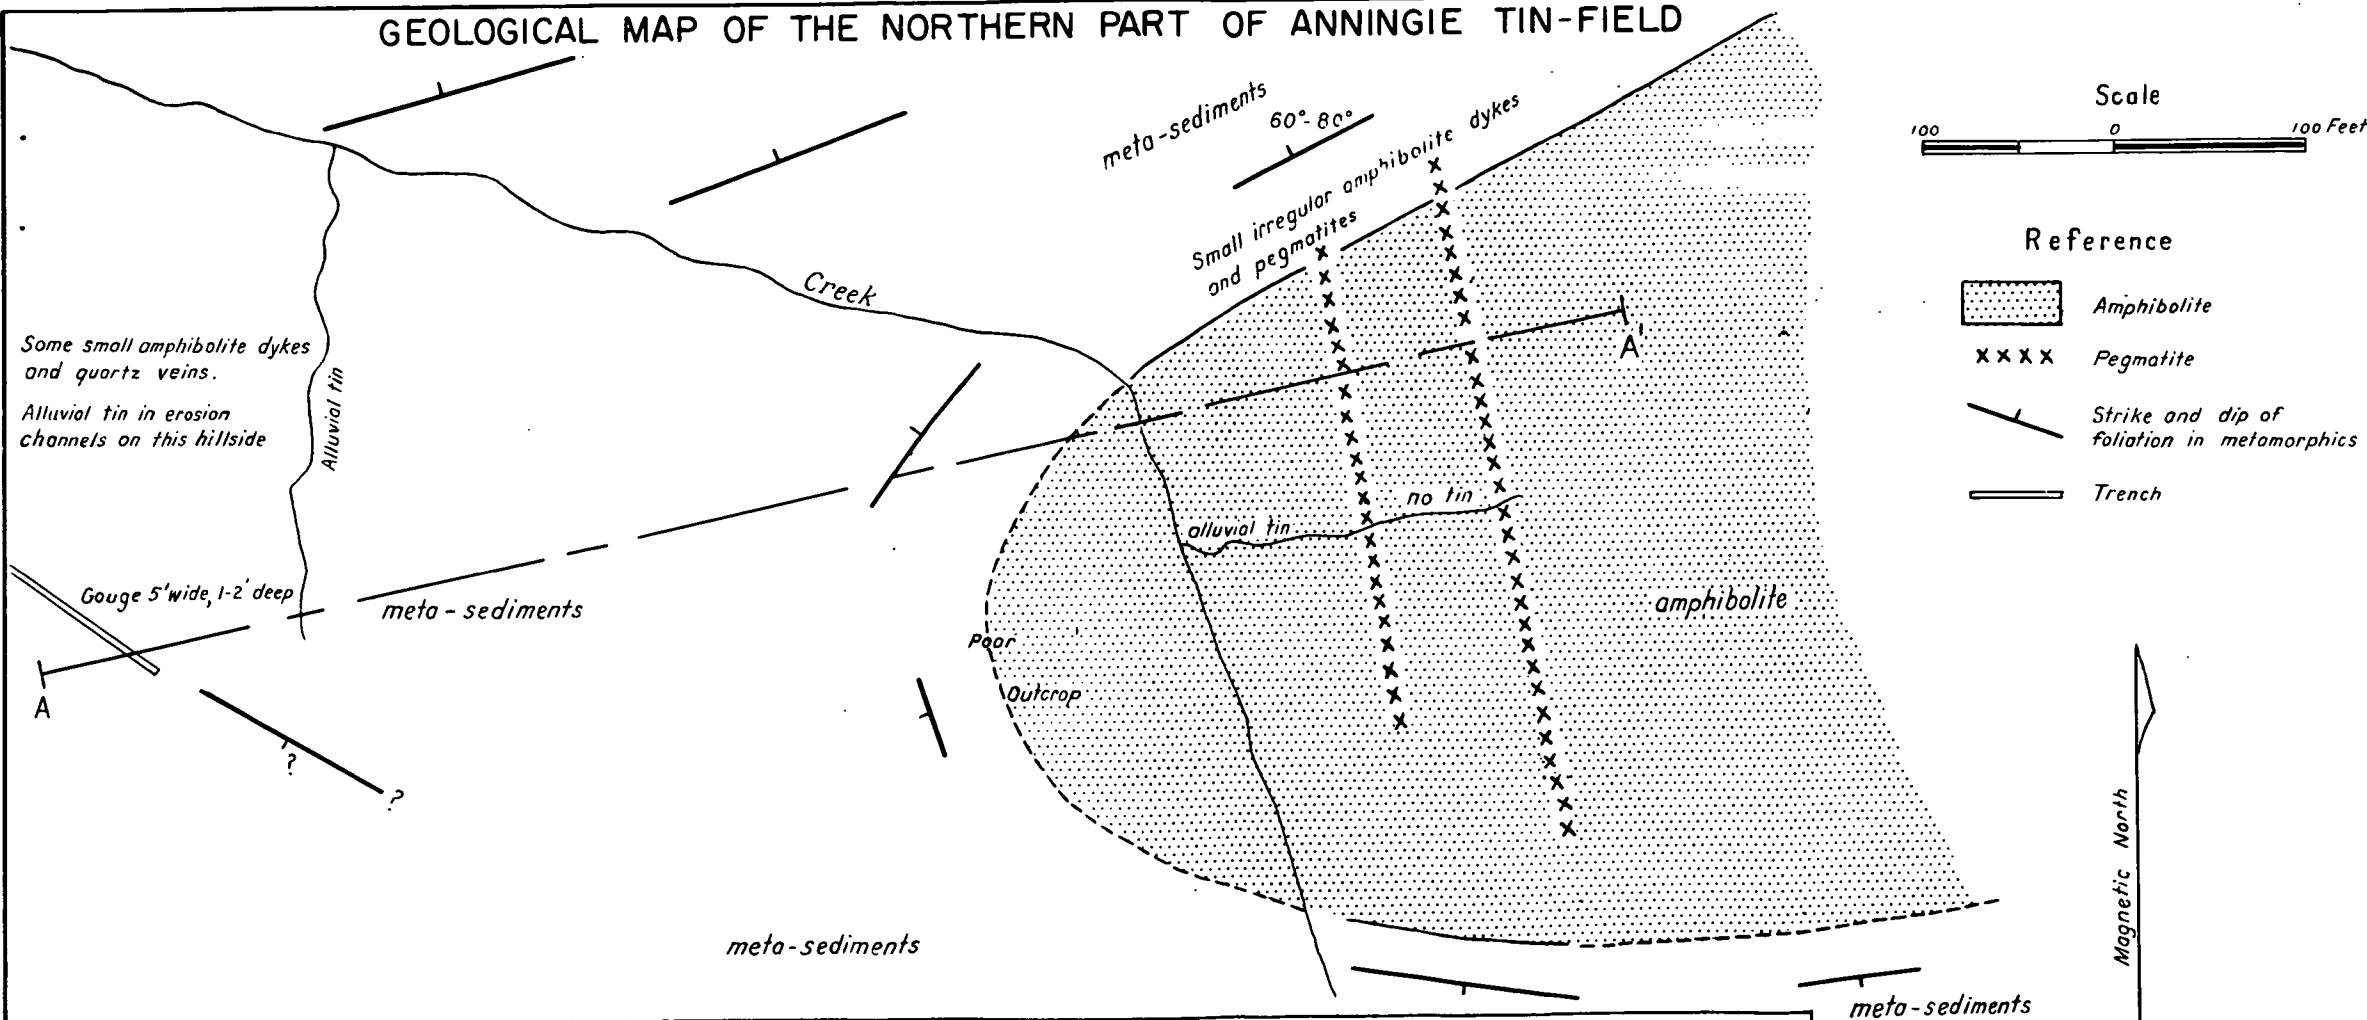 GEOLOGICAL MAP OF THE NORTHERN PART OF ANNINGIE TIN-FIELD
Scale
100 0 100 Feet
Reference
Amphibolite
Pegmatite
Strike and dip of
foliation in metamorphics
Trench
meta-sediments
60°-80°
Small irregular amphibolite dykes
and pegmatites
Creek
A'
Some small amphibolite dykes
and quartz veins.
Alluvial tin in erosion
channels on this hillside
Alluvial tin
no tin
alluvial tin
Gouge 5' wide, 1-2' deep
meta-sediments
amphibolite
Poor
Outcrop
A
?
?
meta-sediments
Magnetic North
meta-sediments